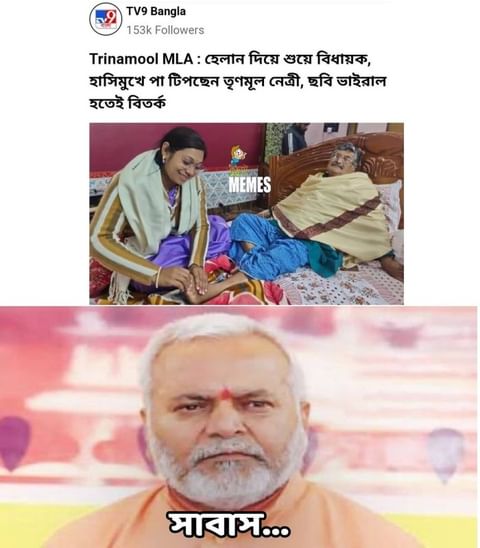 TV9 Bangla
153k Followers
Trinamool MLA : হেলান দিয়ে শুয়ে বিধায়ক,
হাসিমুখে পা টিপছেন তৃণমূল নেত্রী, ছবি ভাইরাল
হতেই বিতর্ক
MEMES
সাবাস...